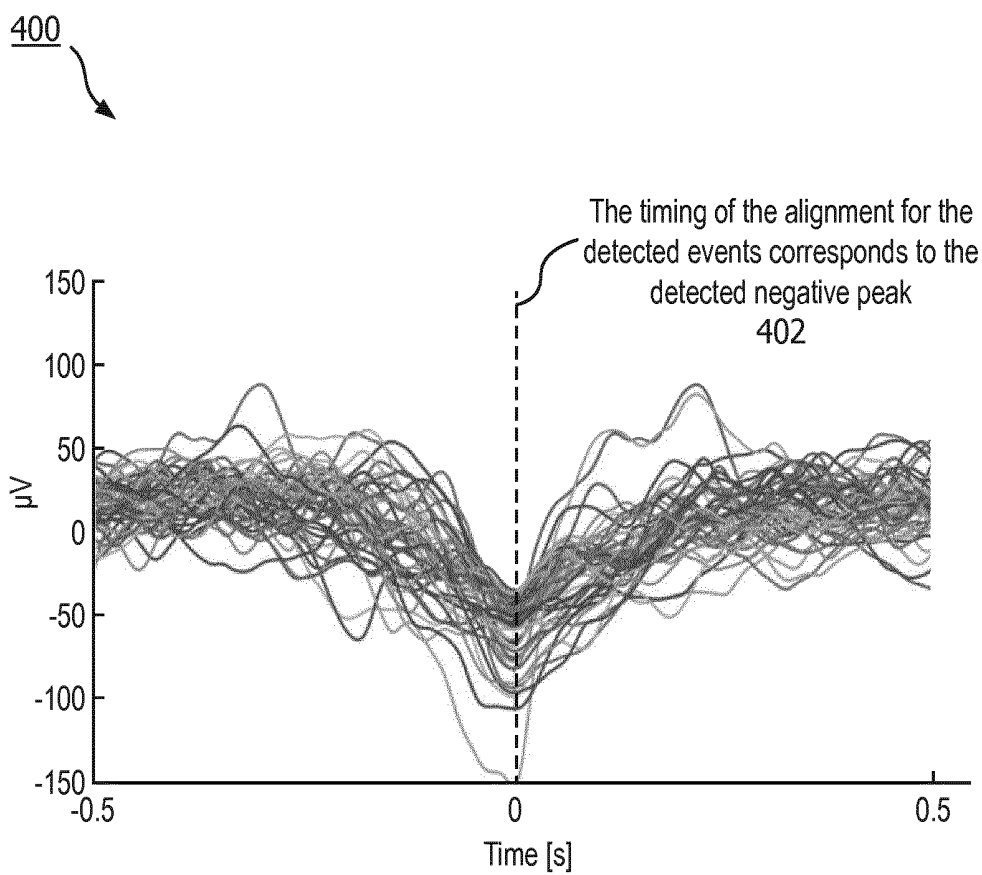 400
The timing of the alignment for the
detected events corresponds to the
detected negative peak
402
150
100
50
0
-50
-100
-150
µV
-0.5
0
0.5
Time [s]